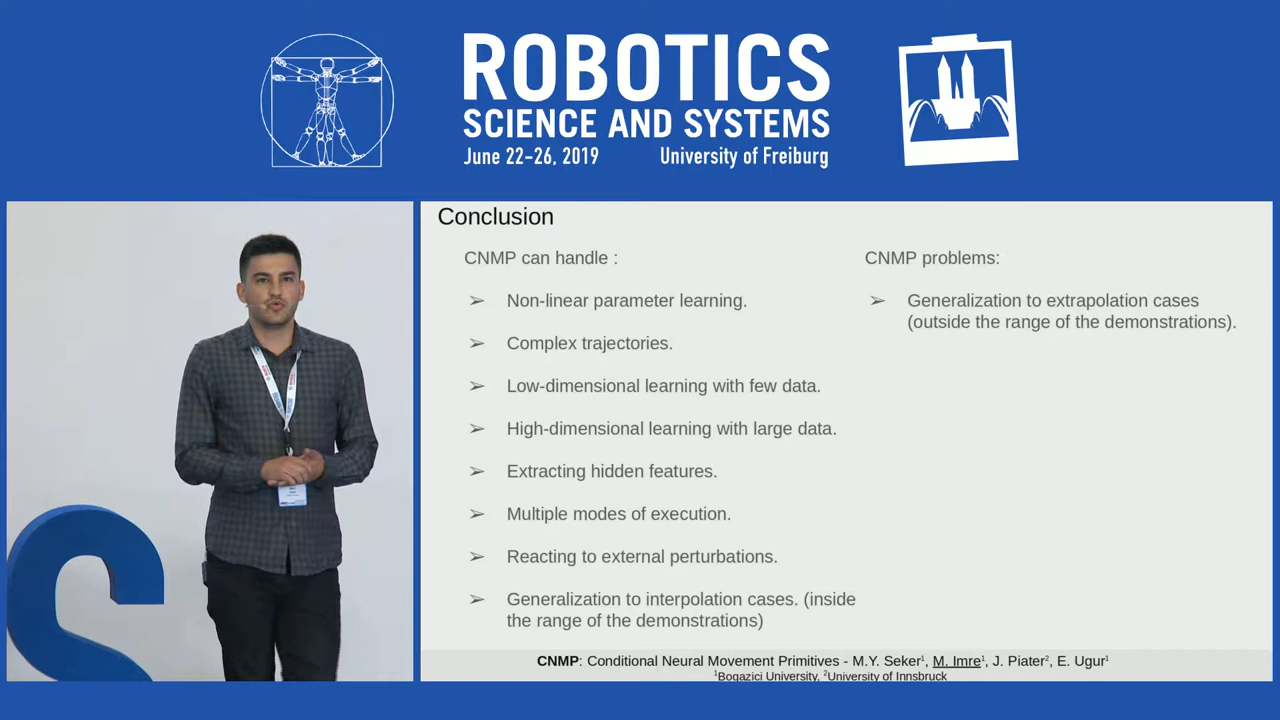 ROBOTICS
SCIENCE AND SYSTEMS
June 22-26, 2019 University of Freiburg
Conclusion
CNMP can handle :
➢ Non-linear parameter learning.
➢ Complex trajectories.
➢ Low-dimensional learning with few data.
➢ High-dimensional learning with large data.
➢ Extracting hidden features.
➢ Multiple modes of execution.
➢ Reacting to external perturbations.
➢ Generalization to interpolation cases. (inside
the range of the demonstrations)
CNMP problems:
➢ Generalization to extrapolation cases
(outside the range of the demonstrations).
CNMP: Conditional Neural Movement Primitives - M.Y. Seker¹, M. Imre¹, J. Piater², E. Ugur¹
¹Bogazici University, ²University of Innsbruck
S